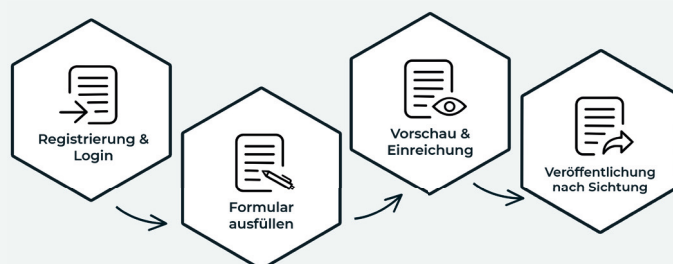 Registrierung &
Login
Formular
ausfüllen
Vorschau &
Einreichung
Veröffentlichung
nach Sichtung